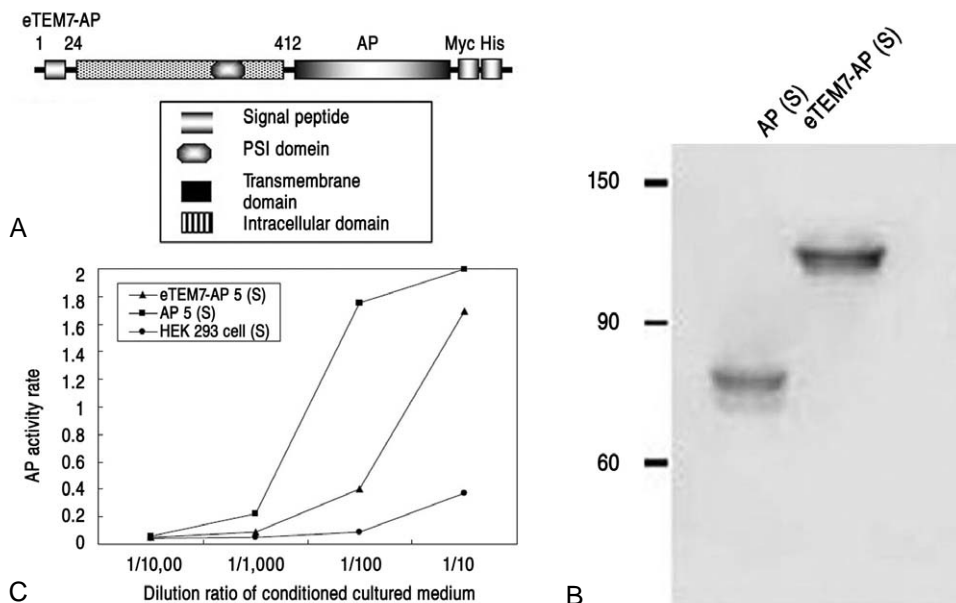 eTEM7-AP
1 24 412 AP Myc His
Signal peptide
PSI domein
Transmembrane
domain
Intracellular domain
A
AP (S)
eTEM7-AP (S)
150
90
60
B
2
1.8
1.6
1.4
1.2
1
0.8
0.6
0.4
0.2
0
AP activity rate
eTEM7-AP 5 (S)
AP 5 (S)
HEK 293 cell (S)
1/10,00 1/1,000 1/100 1/10
Dilution ratio of conditioned cultured medium
C